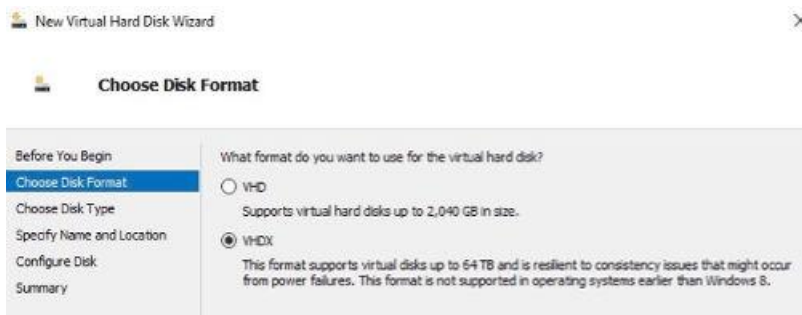 New Virtual Hard Disk Wizard
Choose Disk Format
Before You Begin
Choose Disk Format
Choose Disk Type
Specify Name and Location
Configure Disk
Summary
What format do you want to use for the virtual hard disk?
VHD
Supports virtual hard disks up to 2,040 GB in size.
VHDX
This format supports virtual disks up to 64 TB and is resilient to consistency issues that might occur
from power failures. This format is not supported in operating systems earlier than Windows 8.